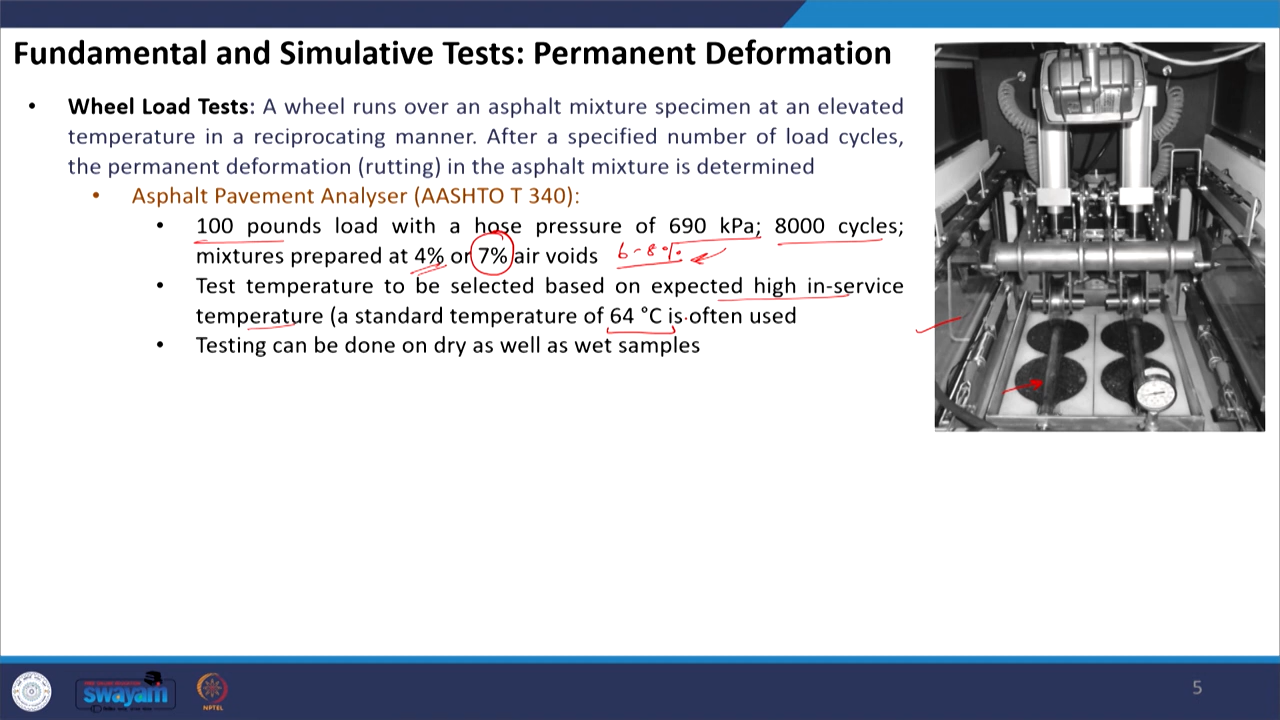 Fundamental and Simulative Tests: Permanent Deformation
• Wheel Load Tests: A wheel runs over an asphalt mixture specimen at an elevated
temperature in a reciprocating manner. After a specified number of load cycles,
the permanent deformation (rutting) in the asphalt mixture is determined
• Asphalt Pavement Analyser (AASHTO T 340):
• 100 pounds load with a hose pressure of 690 kPa; 8000 cycles;
mixtures prepared at 4% or 7% air voids 6-8%
• Test temperature to be selected based on expected high in-service
temperature (a standard temperature of 64 °C is often used
• Testing can be done on dry as well as wet samples
swayam
NPTEL
5